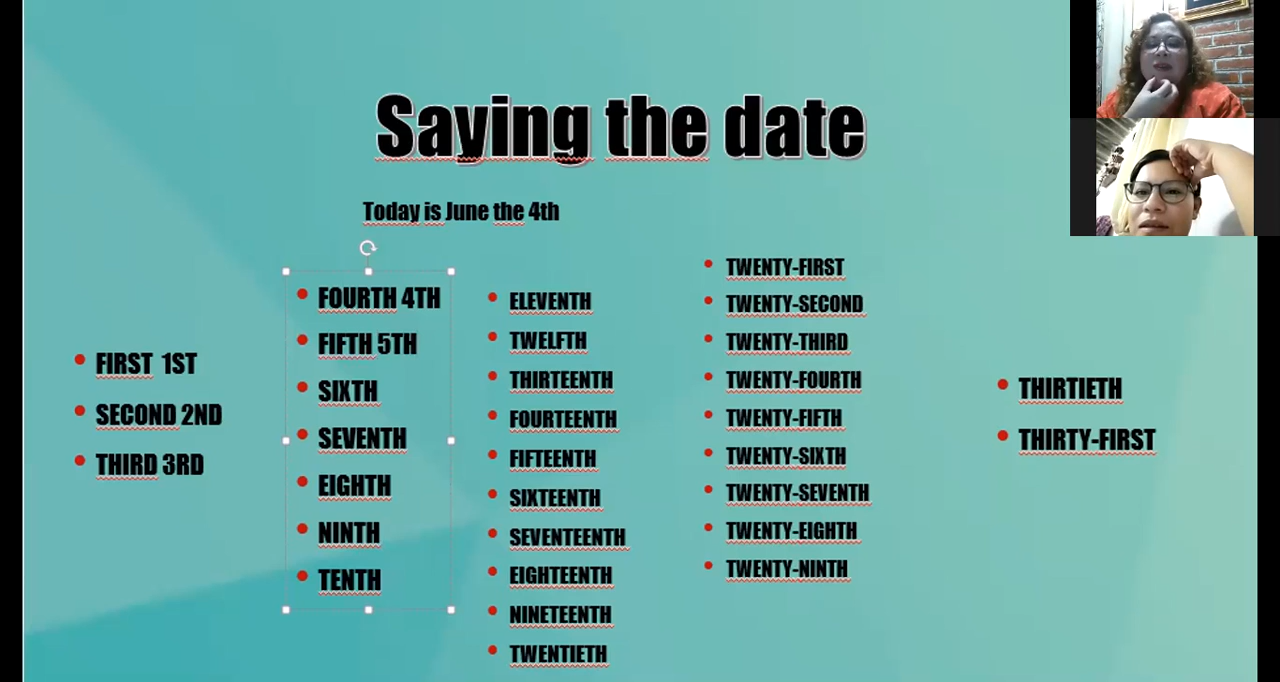 Saying the date
Today is June the 4th
FIRST 1ST
SECOND 2ND
THIRD 3RD
FOURTH 4TH
FIFTH 5TH
SIXTH
SEVENTH
EIGHTH
NINTH
TENTH
ELEVENTH
TWELFTH
THIRTEENTH
FOURTEENTH
FIFTEENTH
SIXTEENTH
SEVENTEENTH
EIGHTEENTH
NINETEENTH
TWENTIETH
TWENTY-FIRST
TWENTY-SECOND
TWENTY-THIRD
TWENTY-FOURTH
TWENTY-FIFTH
TWENTY-SIXTH
TWENTY-SEVENTH
TWENTY-EIGHTH
TWENTY-NINTH
THIRTIETH
THIRTY-FIRST